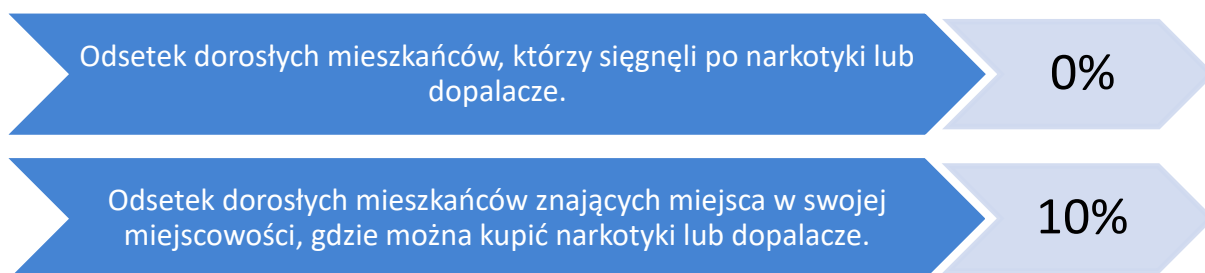 Odsetek dorosłych mieszkańców, którzy sięgnęli po narkotyki lub
dopalacze.
0%
Odsetek dorosłych mieszkańców znających miejsca w swojej
miejscowości, gdzie można kupić narkotyki lub dopalacze.
10%